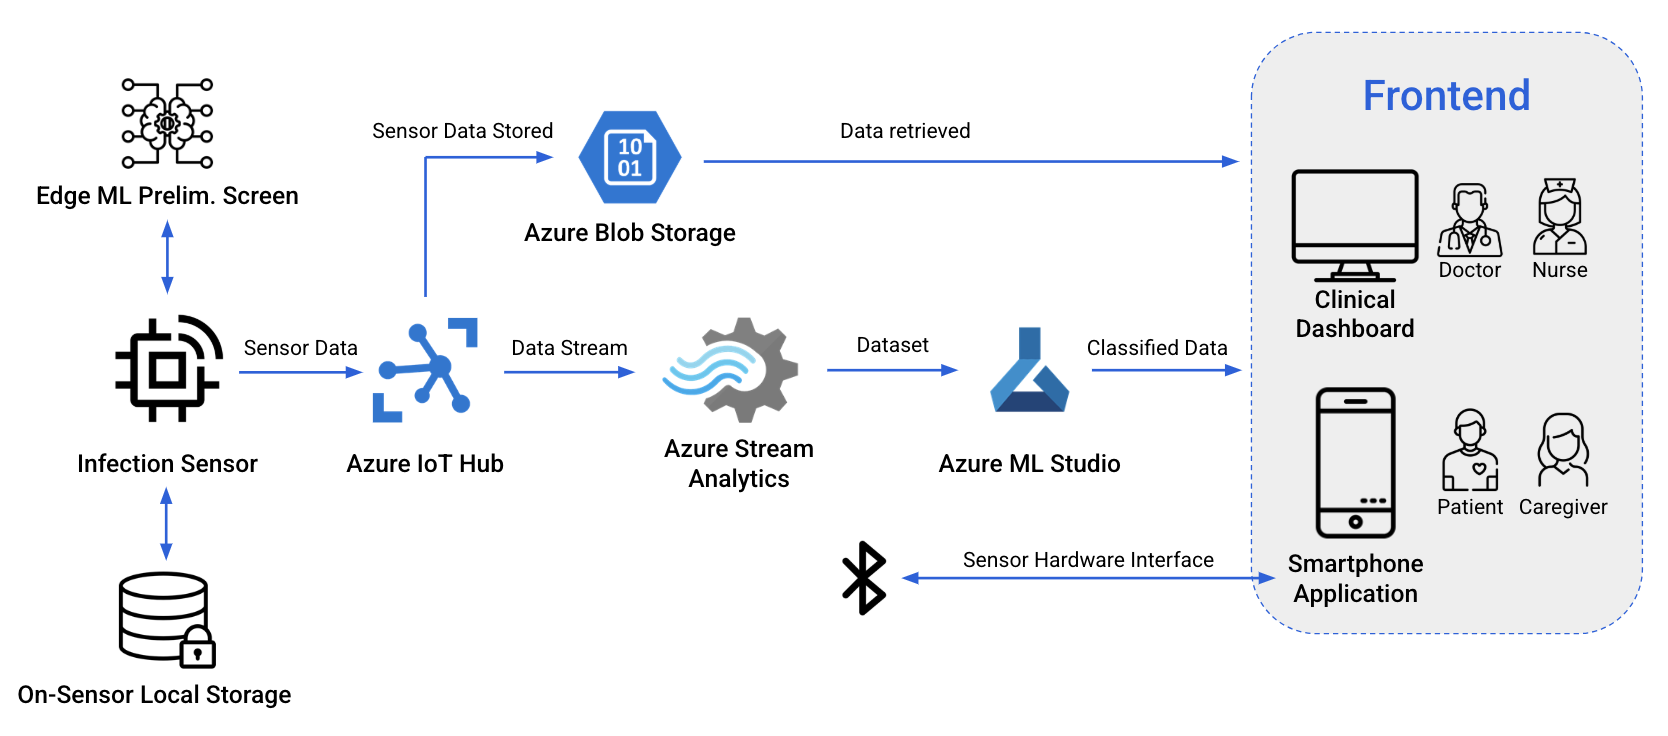 Frontend
Sensor Data Stored
10
01
Data retrieved
Edge ML Prelim. Screen
Azure Blob Storage
Doctor
Nurse
Clinical
Dashboard
Sensor Data
Data Stream
Dataset
Classified Data
Infection Sensor
Azure IoT Hub
Azure Stream
Analytics
Azure ML Studio
Patient
Caregiver
Sensor Hardware Interface
Smartphone
Application
On-Sensor Local Storage